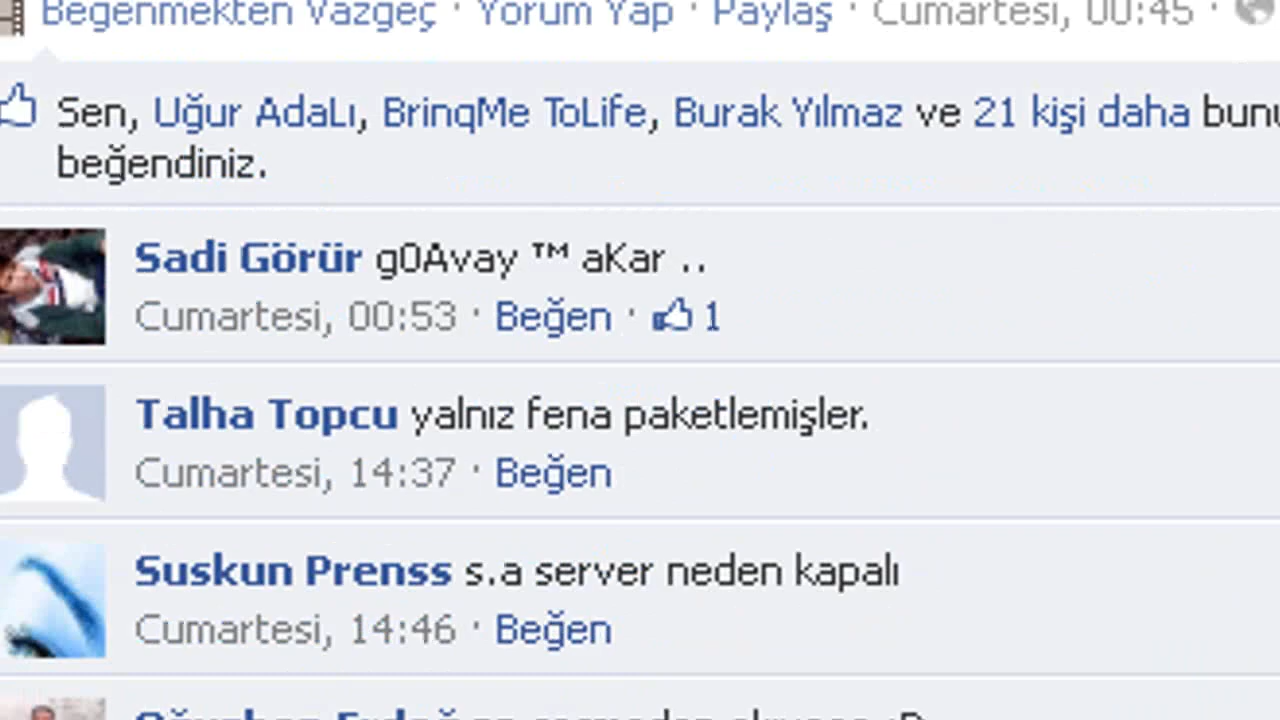 Beğenmekten Vazgeç · Yorum Yap · Paylaş · Cumartesi, 00:45 ·
Sen, Uğur AdaLı, BrinqMe ToLife, Burak Yılmaz ve 21 kişi daha bunu
beğendiniz.
Sadi Görür g0Avay ™ aKar ..
Cumartesi, 00:53 · Beğen · 1
Talha Topcu yalnız fena paketlemişler.
Cumartesi, 14:37 · Beğen
Suskun Prenss s.a server neden kapalı
Cumartesi, 14:46 · Beğen